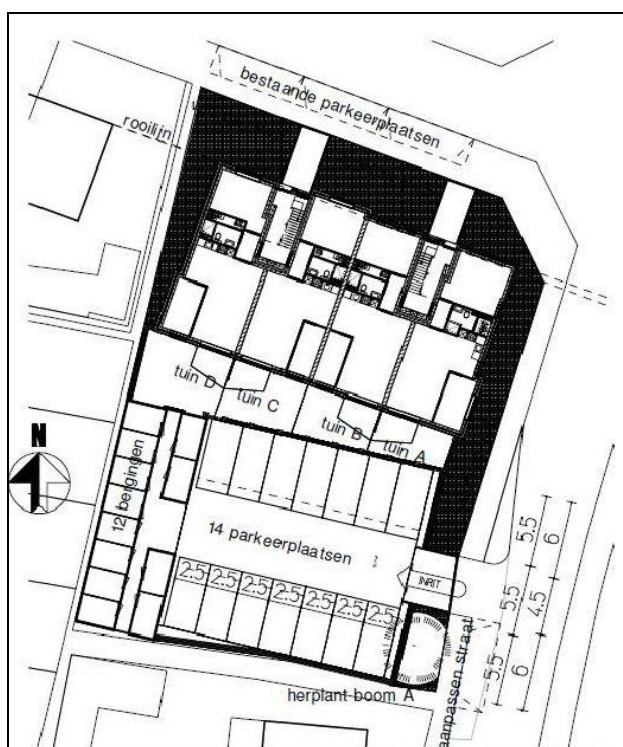 bestaande parkeerplaatsen
rooilijn
tuin D
tuin C
tuin B
tuin A
N
12 bergingen
14 parkeerplaatsen
2.5 2.5 2.5 2.5 2.5 2.5 2.5
INRIT
5.5 6
5.5 4.5
5.5 6
herplant boom A
aanpassen straat